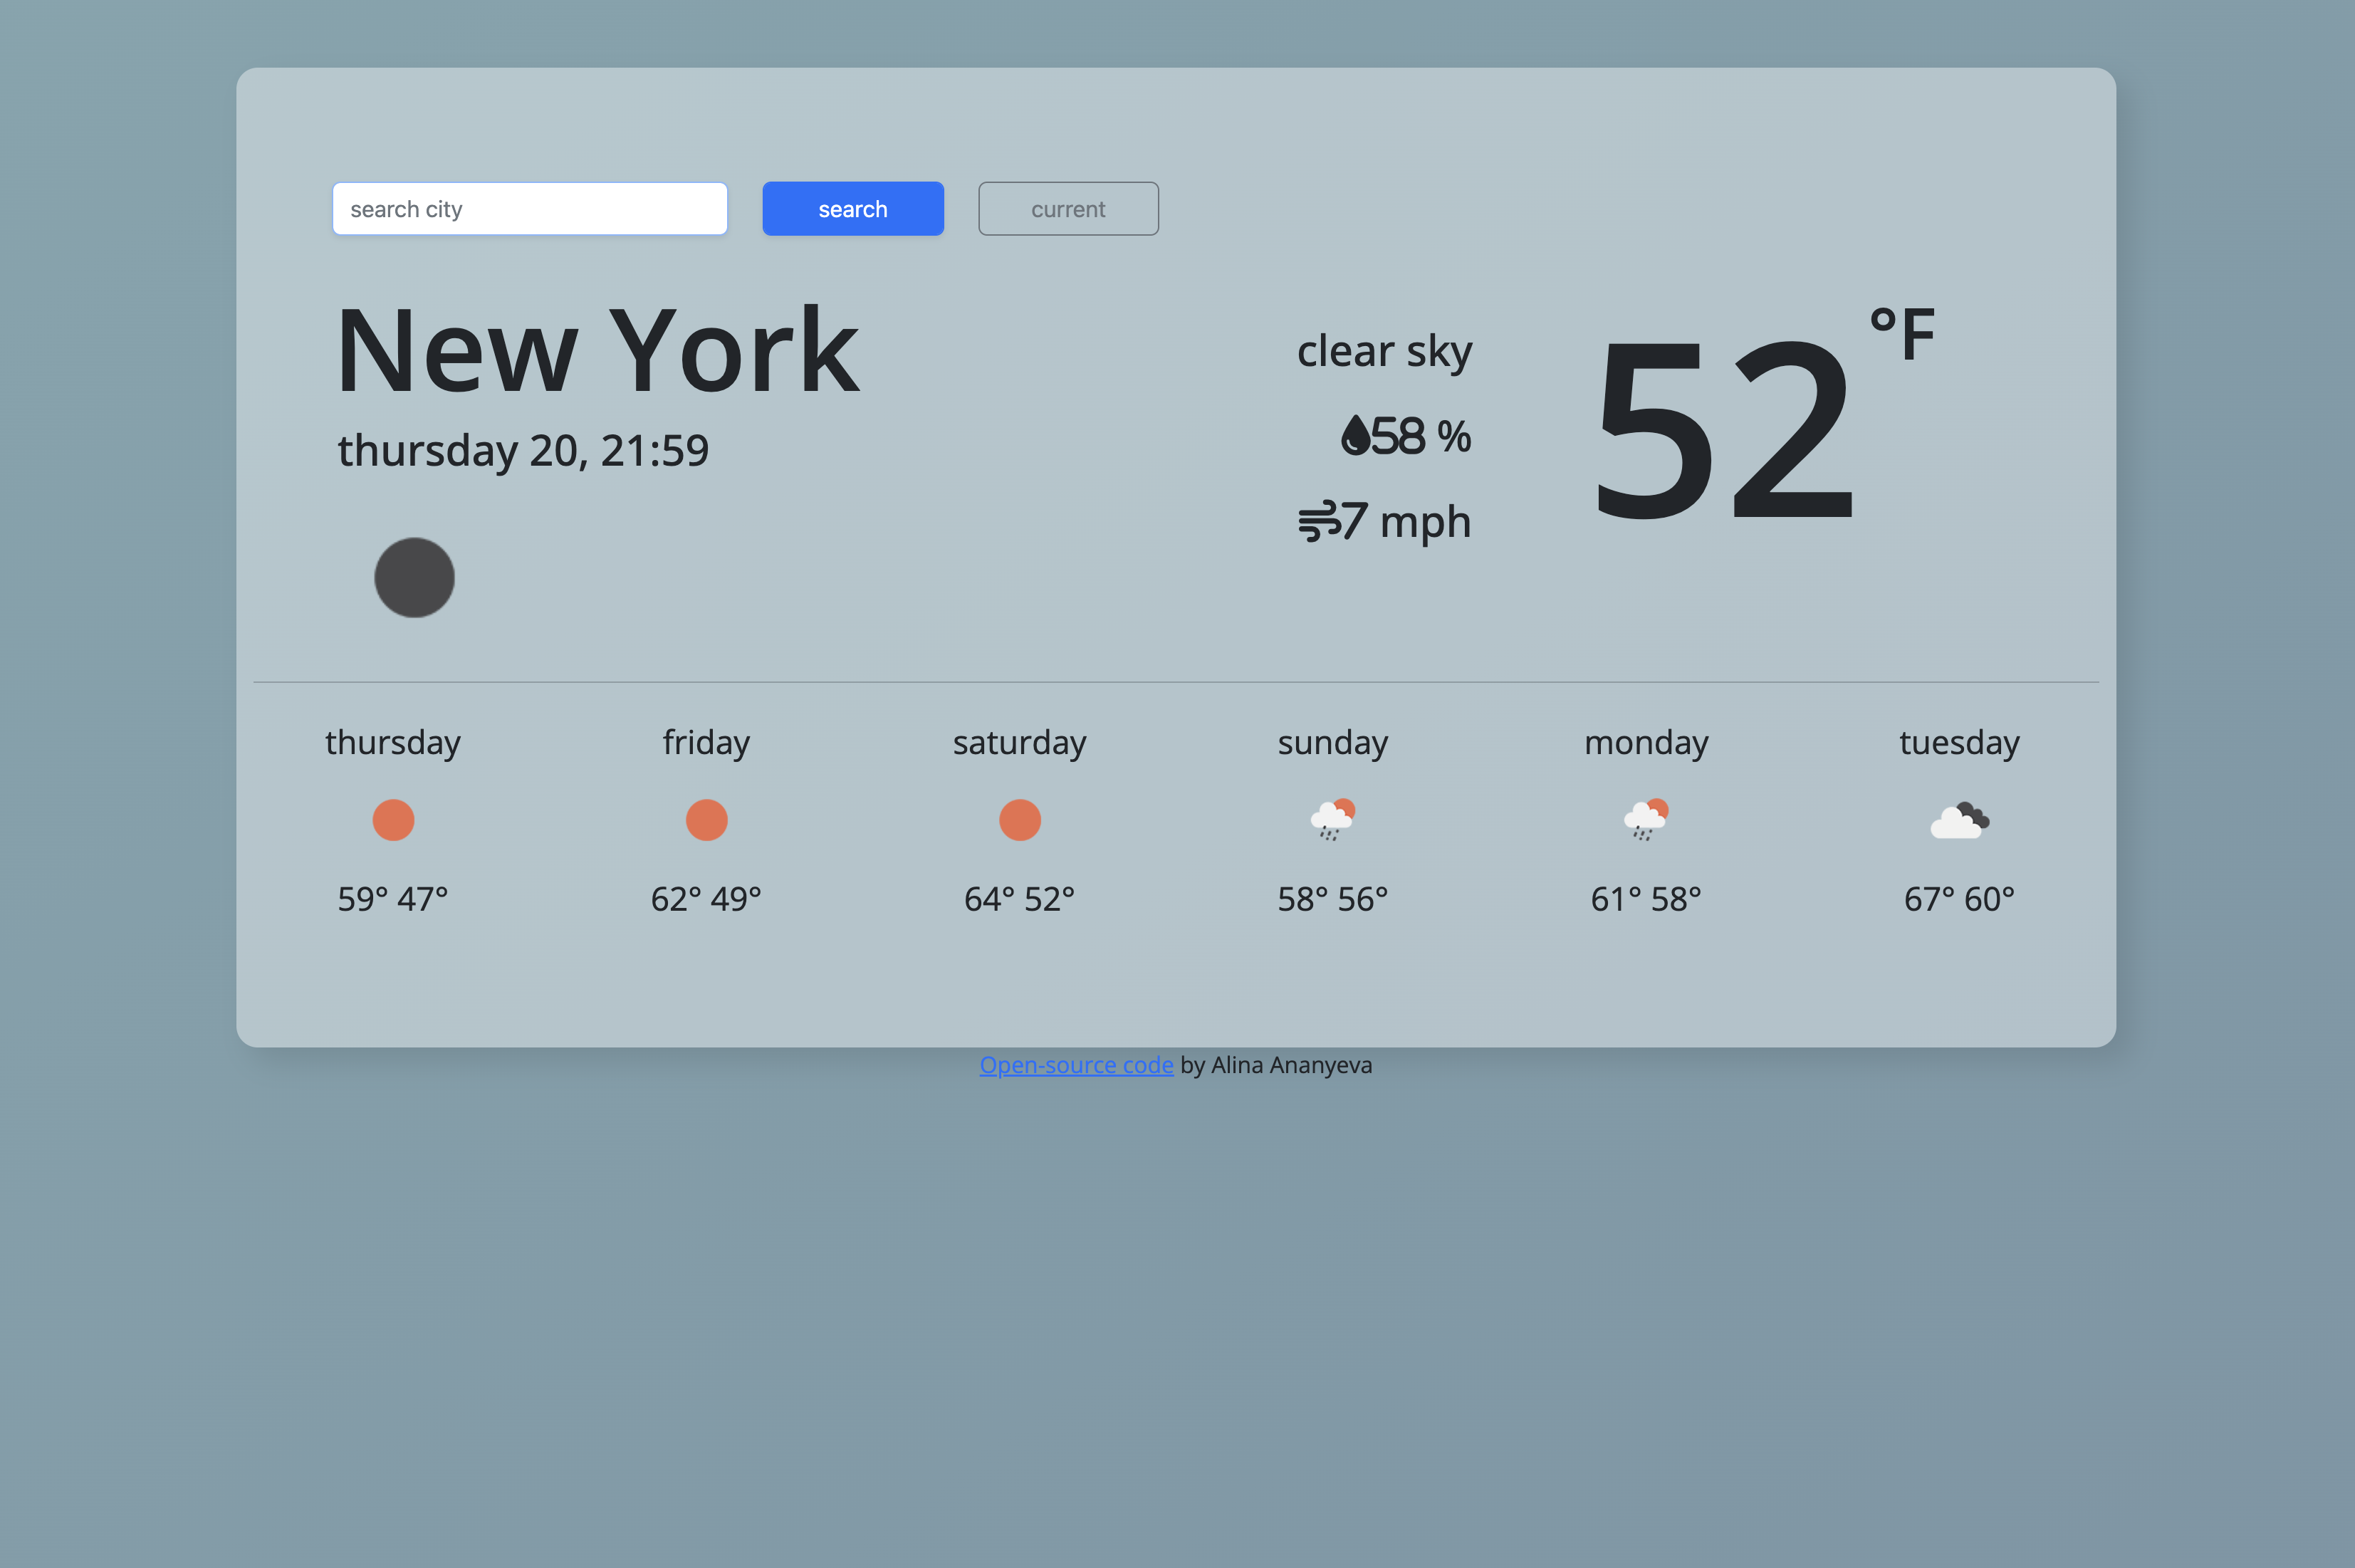 search city search current
New York
thursday 20, 21:59
clear sky
58 %
7 mph
52 °F
thursday friday saturday sunday monday tuesday
59° 47° 62° 49° 64° 52° 58° 56° 61° 58° 67° 60°
Open-source code by Alina Ananyeva